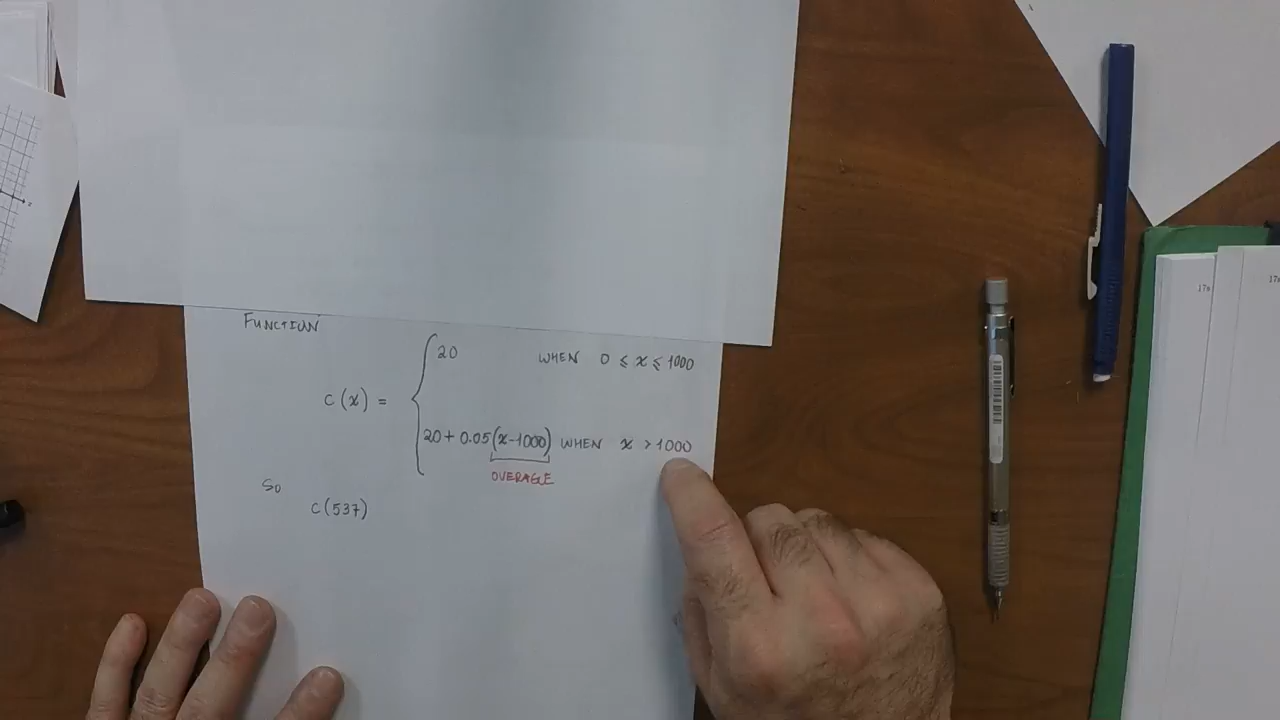 FUNCTION
20 WHEN 0 ⩽ x ⩽ 1000
C(x) =
20 + 0.05(x-1000) WHEN x > 1000
OVERAGE
So
C(537)